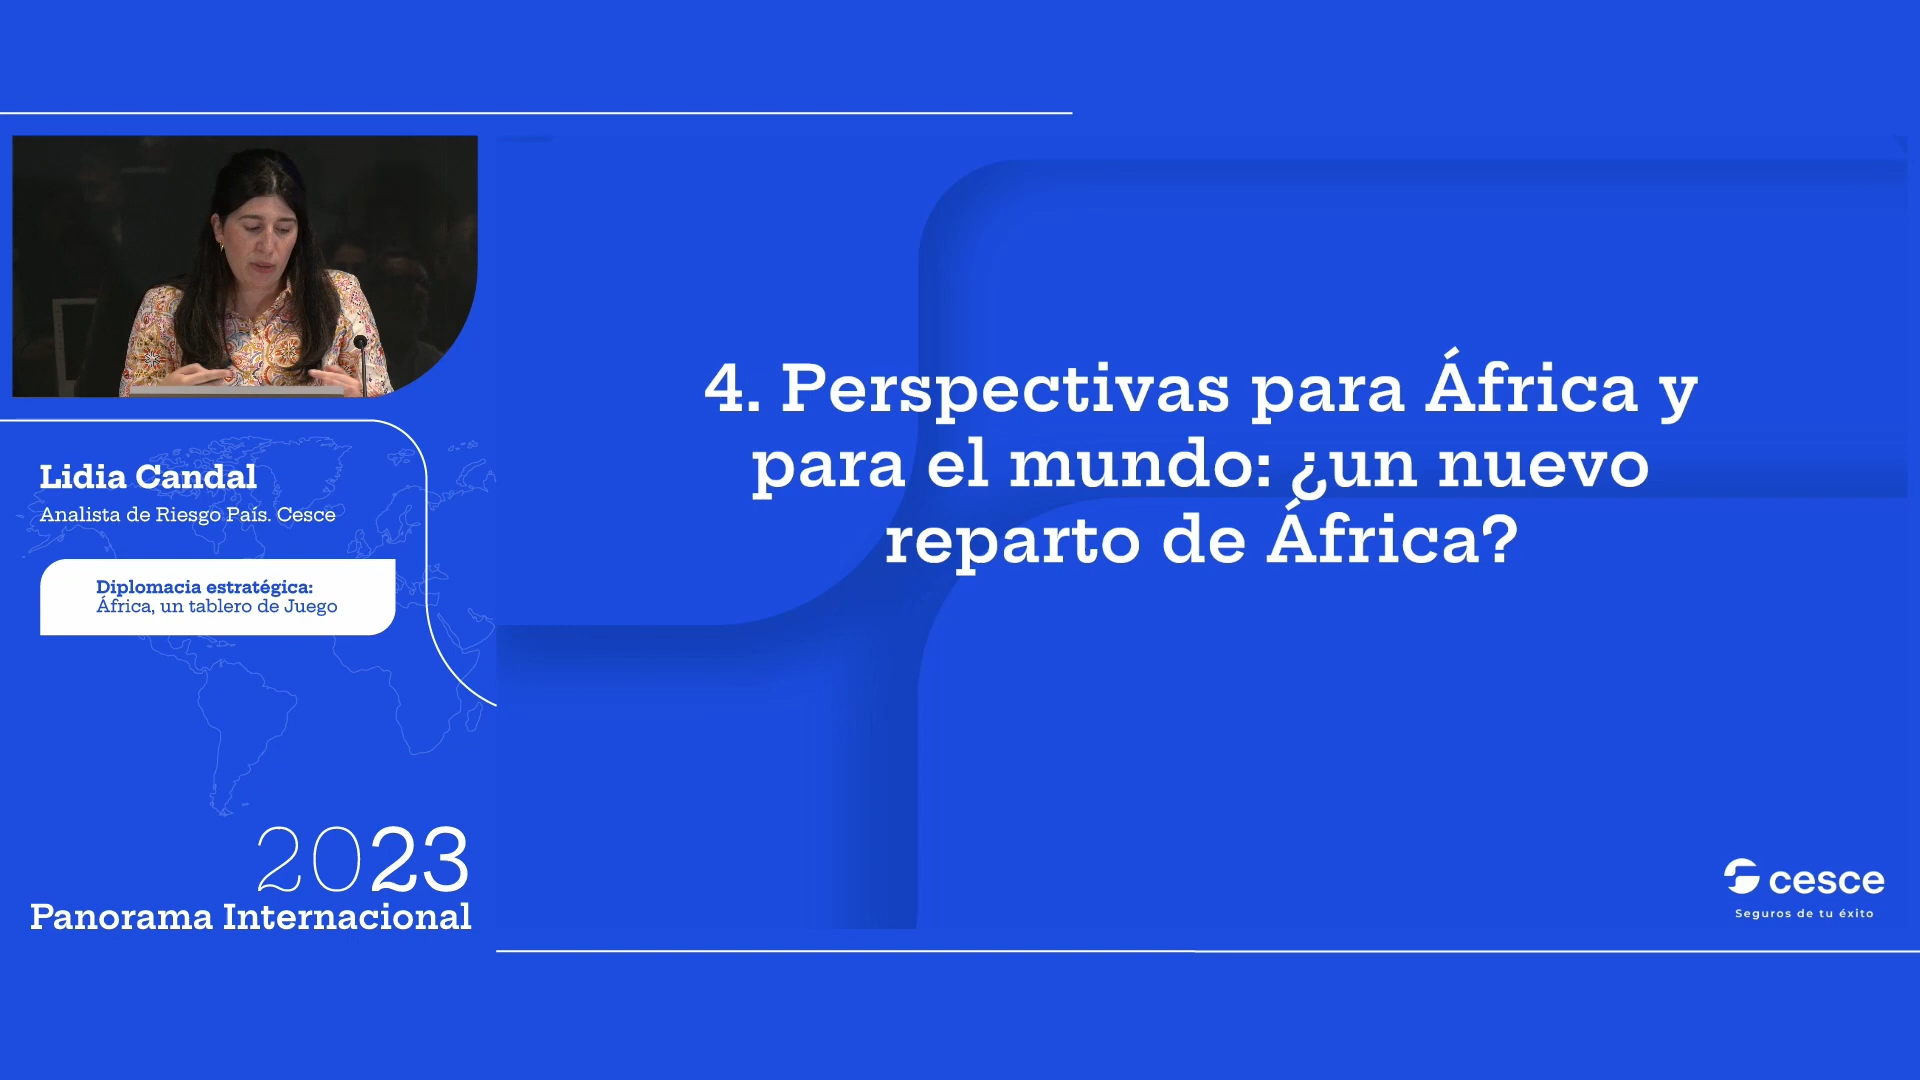 Lidia Candal
Analista de Riesgo País. Cesce
Diplomacia estratégica:
África, un tablero de Juego
2023
Panorama Internacional
4. Perspectivas para África y
para el mundo: ¿un nuevo
reparto de África?
cesce
Seguros de tu éxito